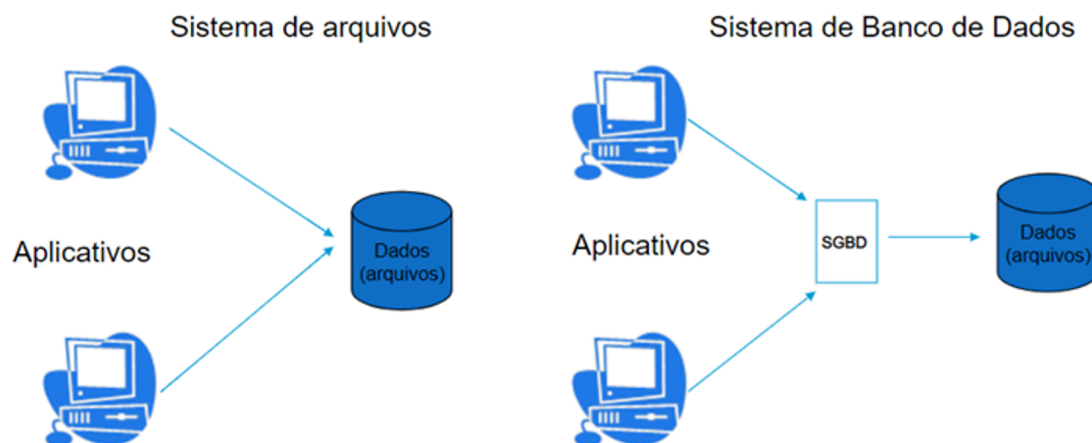 Sistema de arquivos
Aplicativos
Dados
(arquivos)
Sistema de Banco de Dados
Aplicativos
SGBD
Dados
(arquivos)